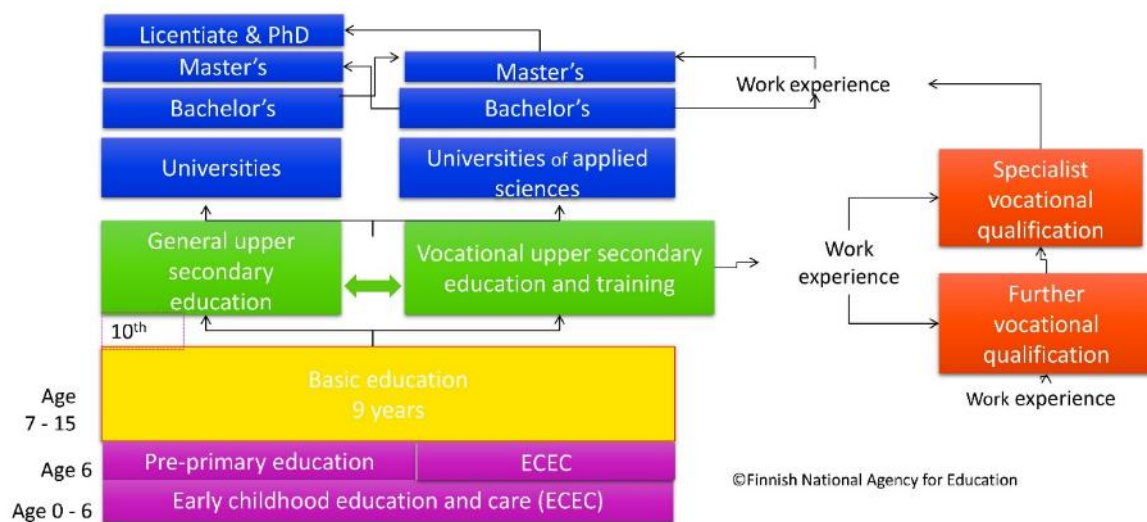 Licentiate & PhD
Master's
Bachelor's
Universities
Master's
Bachelor's
Universities of applied
sciences
Work experience
General upper
secondary
education
Vocational upper secondary
education and training
Work
experience
Specialist
vocational
qualification
Further
vocational
qualification
Work experience
10th
Basic education
9 years
Age
7 - 15
Pre-primary education
ECEC
Age 6
Early childhood education and care (ECEC)
Age 0 - 6
©Finnish National Agency for Education